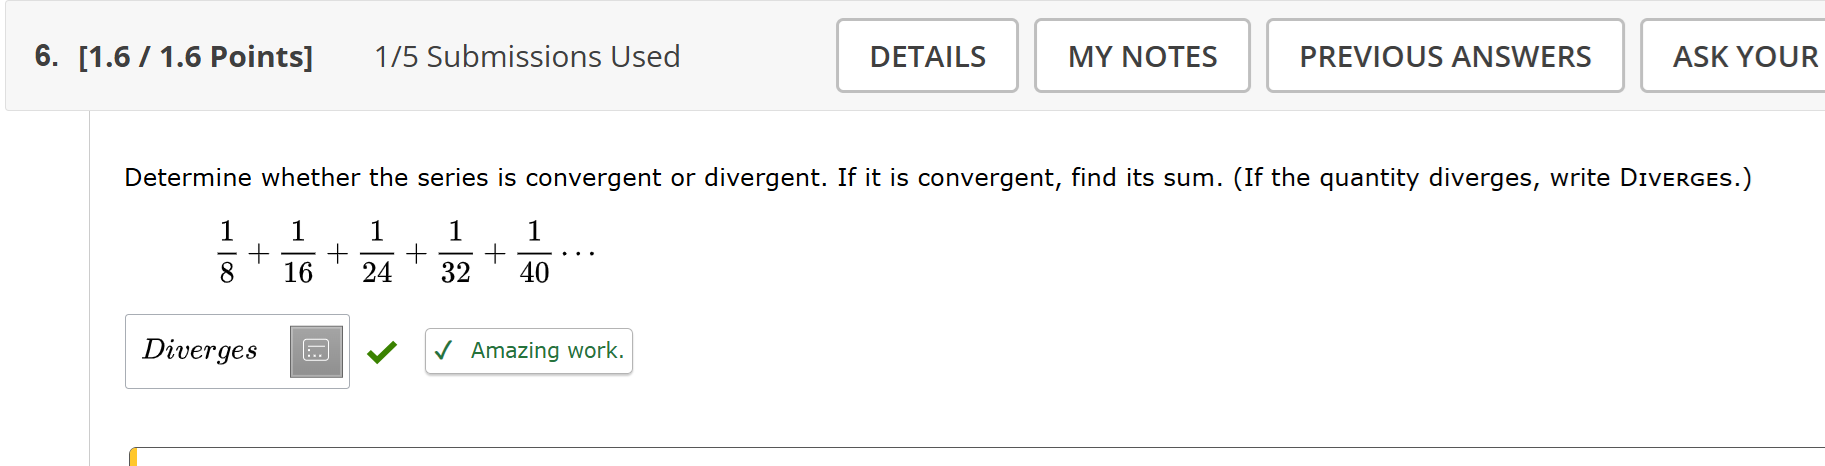 6. [1.6 / 1.6 Points] 1/5 Submissions Used DETAILS MY NOTES PREVIOUS ANSWERS ASK YOUR
Determine whether the series is convergent or divergent. If it is convergent, find its sum. (If the quantity diverges, write DIVERGES.)
1/8 + 1/16 + 1/24 + 1/32 + 1/40 ⋯
Diverges ✓ Amazing work.